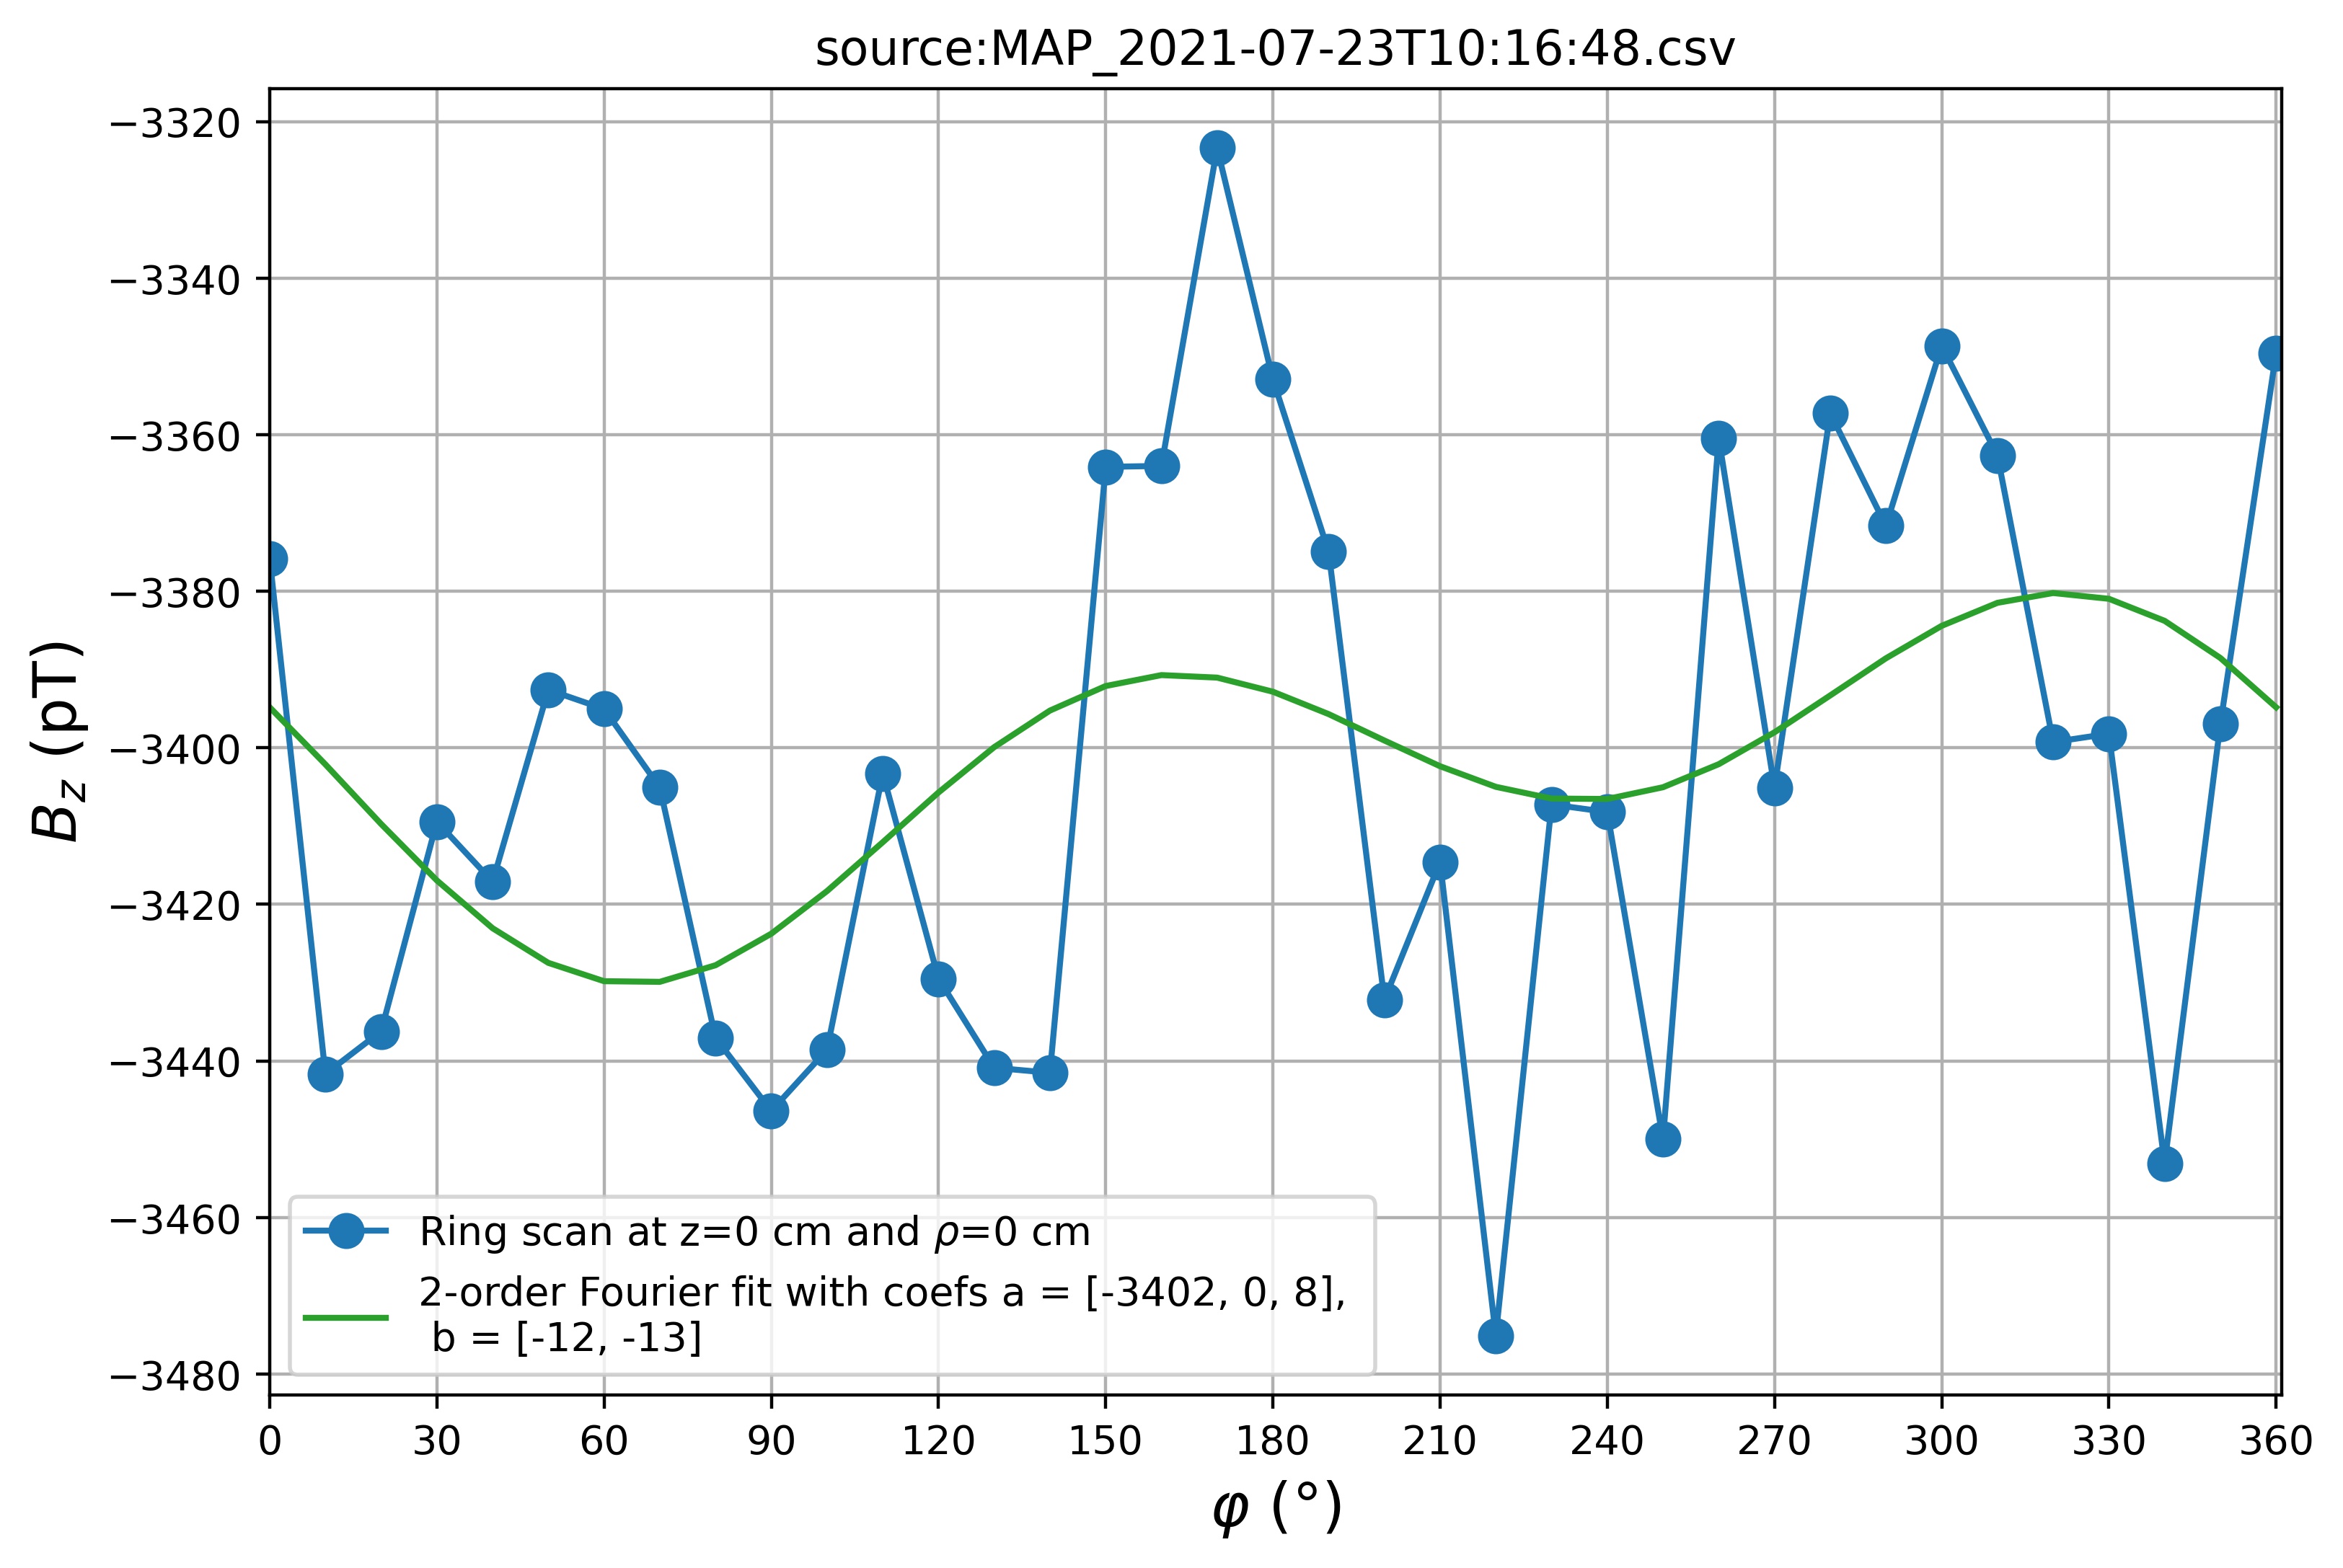 source:MAP_2021-07-23T10:16:48.csv
−3320
−3340
−3360
−3380
−3400
−3420
−3440
−3460
−3480
B_z (pT)
Ring scan at z=0 cm and ρ=0 cm
2-order Fourier fit with coefs a = [-3402, 0, 8],
b = [-12, -13]
0 30 60 90 120 150 180 210 240 270 300 330 360
φ (°)